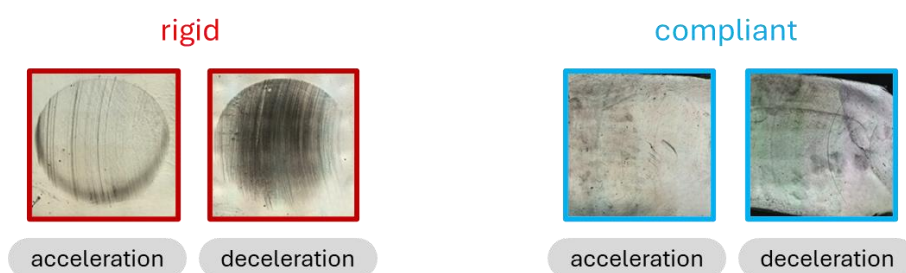 rigid
compliant
acceleration
deceleration
acceleration
deceleration